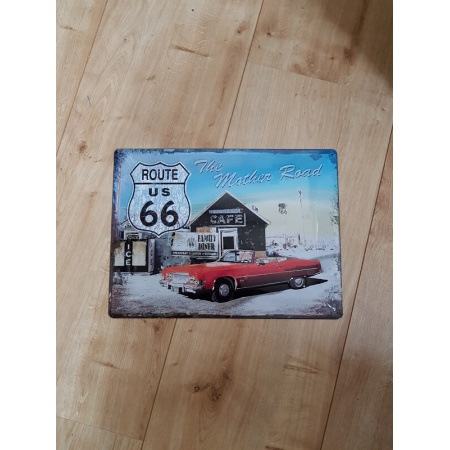 The
Mother Road
ROUTE
US
66
CAFE
FAMILY
DINER
ICE